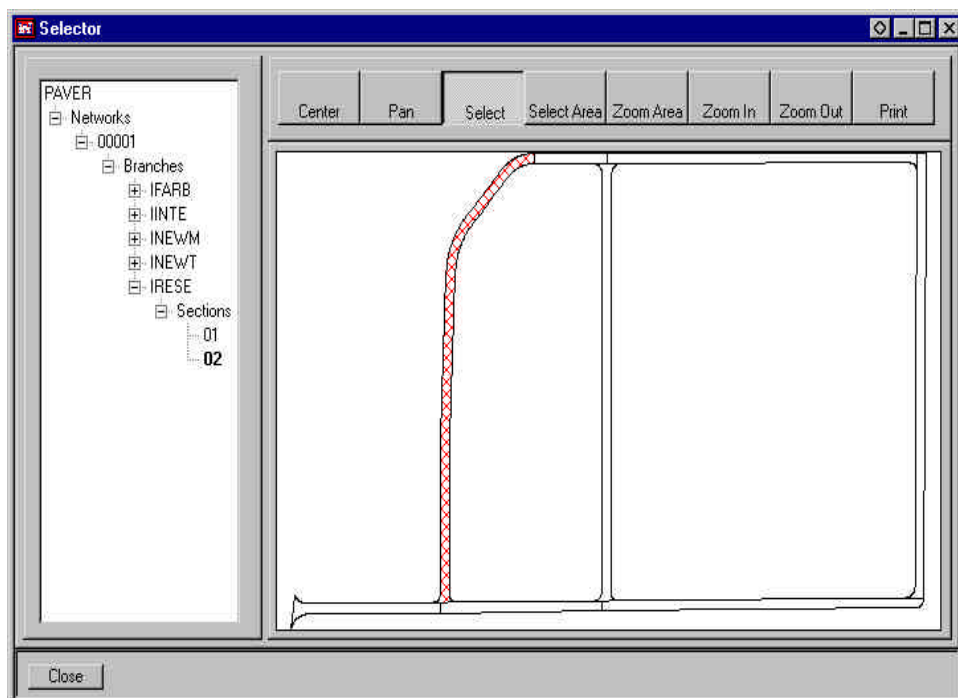 Selector
PAVER
Networks
00001
Branches
IFARB
IINTE
INEWM
INEWT
IRESE
Sections
01
02
Center
Pan
Select
Select Area
Zoom Area
Zoom In
Zoom Out
Print
Close